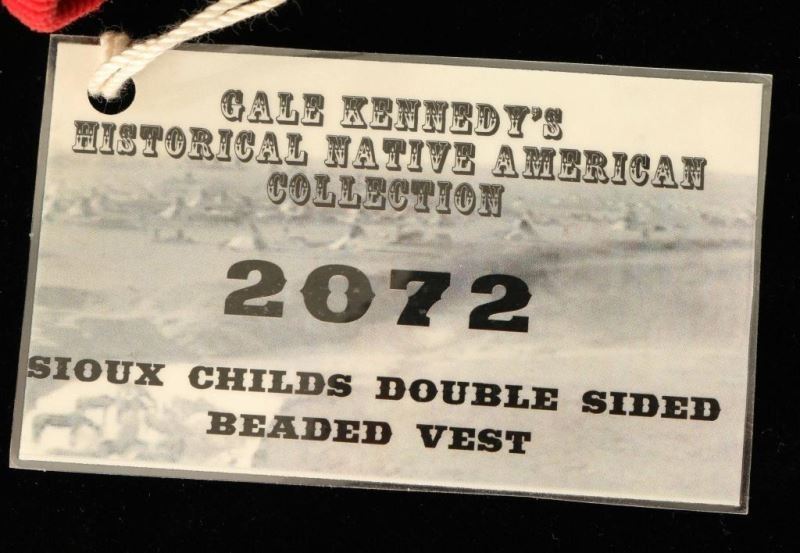 GALE KENNEDY'S
HISTORICAL NATIVE AMERICAN
COLLECTION
2072
SIOUX CHILDS DOUBLE SIDED
BEADED VEST